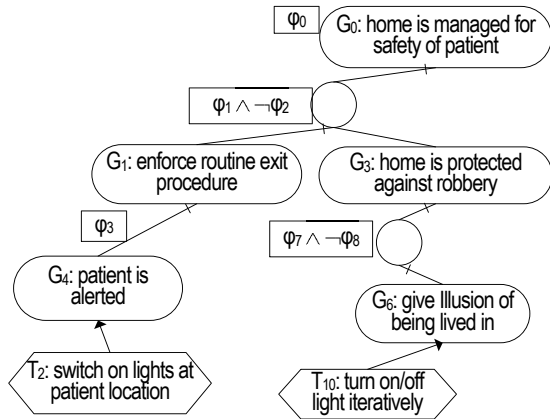 φ₀
G₀: home is managed for
safety of patient
φ₁ ∧ ¬φ₂
G₁: enforce routine exit
procedure
G₃: home is protected
against robbery
φ₃
φ₇ ∧ ¬φ₈
G₄: patient is
alerted
G₆: give Illusion of
being lived in
T₂: switch on lights at
patient location
T₁₀: turn on/off
light iteratively